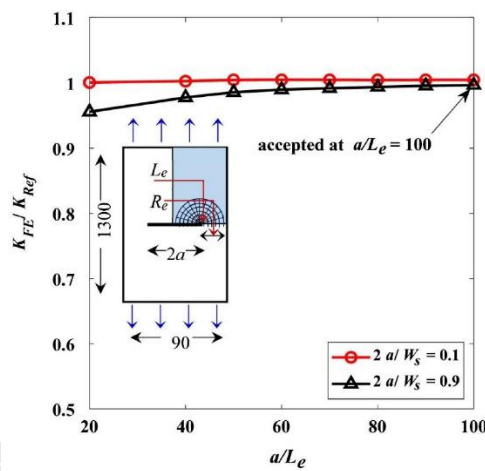 1.1
1
0.9
0.8
0.7
0.6
0.5
K_FE / K_Ref
accepted at a/L_e = 100
L_e
R_e
2a
1300
90
2 a/ W_s = 0.1
2 a/ W_s = 0.9
20 40 60 80 100
a/L_e